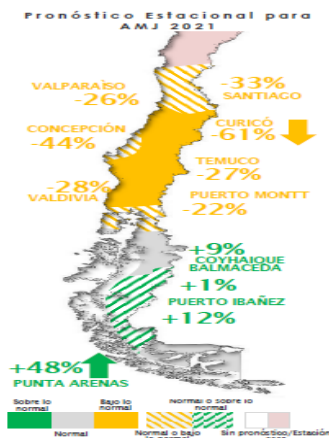 Pronóstico Estacional para
AMJ 2021
VALPARAÍSO
-26%
-33%
SANTIAGO
CONCEPCIÓN
-44%
CURICÓ
-61%
TEMUCO
-27%
-28%
VALDIVIA
PUERTO MONTT
-22%
+9%
COYHAIQUE
BALMACEDA
+1%
PUERTO IBAÑEZ
+12%
+48%
PUNTA ARENAS
Sobre lo
normal
Bajo lo
normal
Normal o sobre lo
normal
Normal
Normal o bajo
Sin pronóstico/Estación